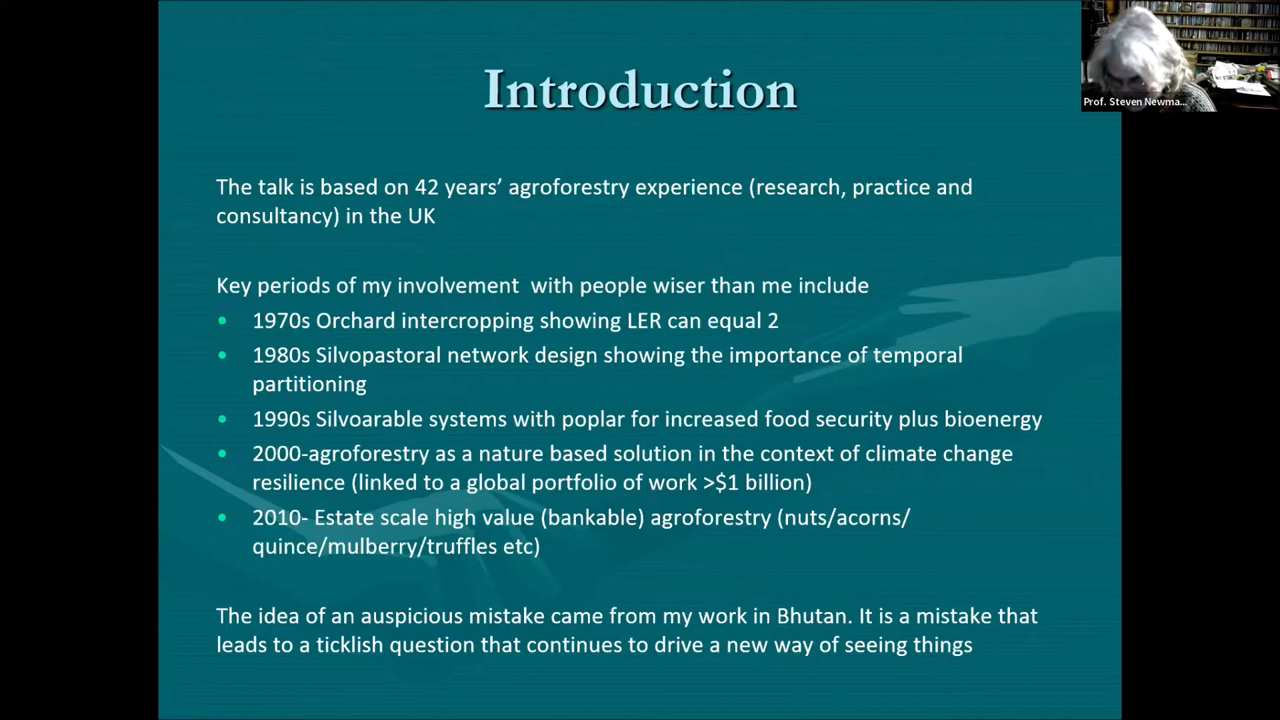 Introduction
Prof. Steven Newma...
The talk is based on 42 years’ agroforestry experience (research, practice and
consultancy) in the UK
Key periods of my involvement  with people wiser than me include
• 1970s Orchard intercropping showing LER can equal 2
• 1980s Silvopastoral network design showing the importance of temporal
partitioning
• 1990s Silvoarable systems with poplar for increased food security plus bioenergy
• 2000-agroforestry as a nature based solution in the context of climate change
resilience (linked to a global portfolio of work >$1 billion)
• 2010- Estate scale high value (bankable) agroforestry (nuts/acorns/
quince/mulberry/truffles etc)
The idea of an auspicious mistake came from my work in Bhutan. It is a mistake that
leads to a ticklish question that continues to drive a new way of seeing things